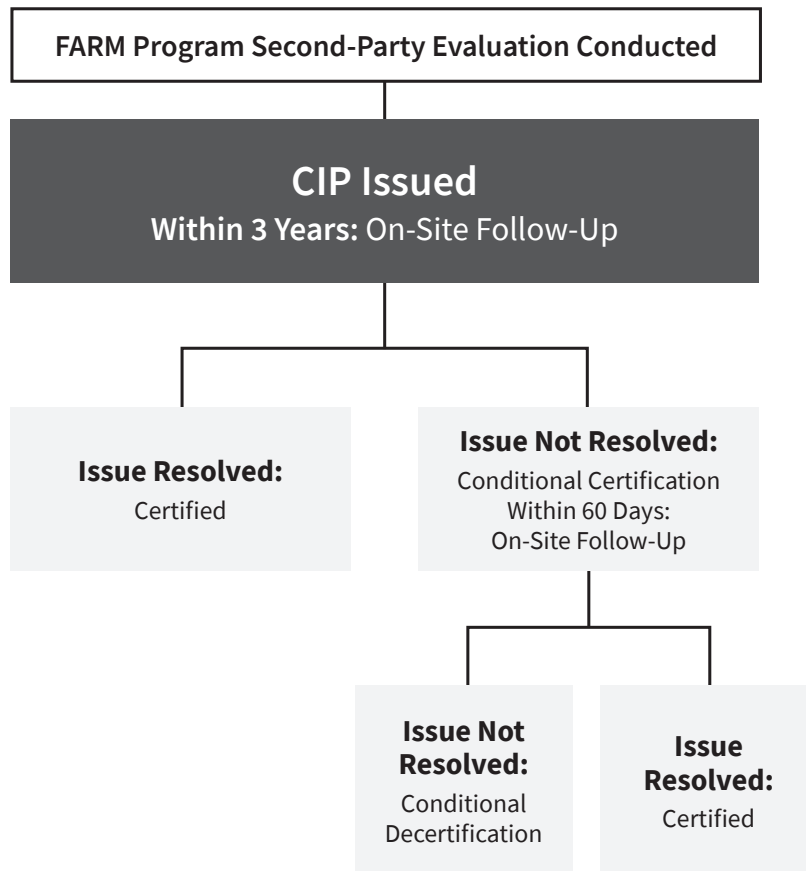 FARM Program Second-Party Evaluation Conducted
CIP Issued
Within 3 Years: On-Site Follow-Up
Issue Resolved:
Certified
Issue Not Resolved:
Conditional Certification
Within 60 Days:
On-Site Follow-Up
Issue Not
Resolved:
Conditional
Decertification
Issue
Resolved:
Certified